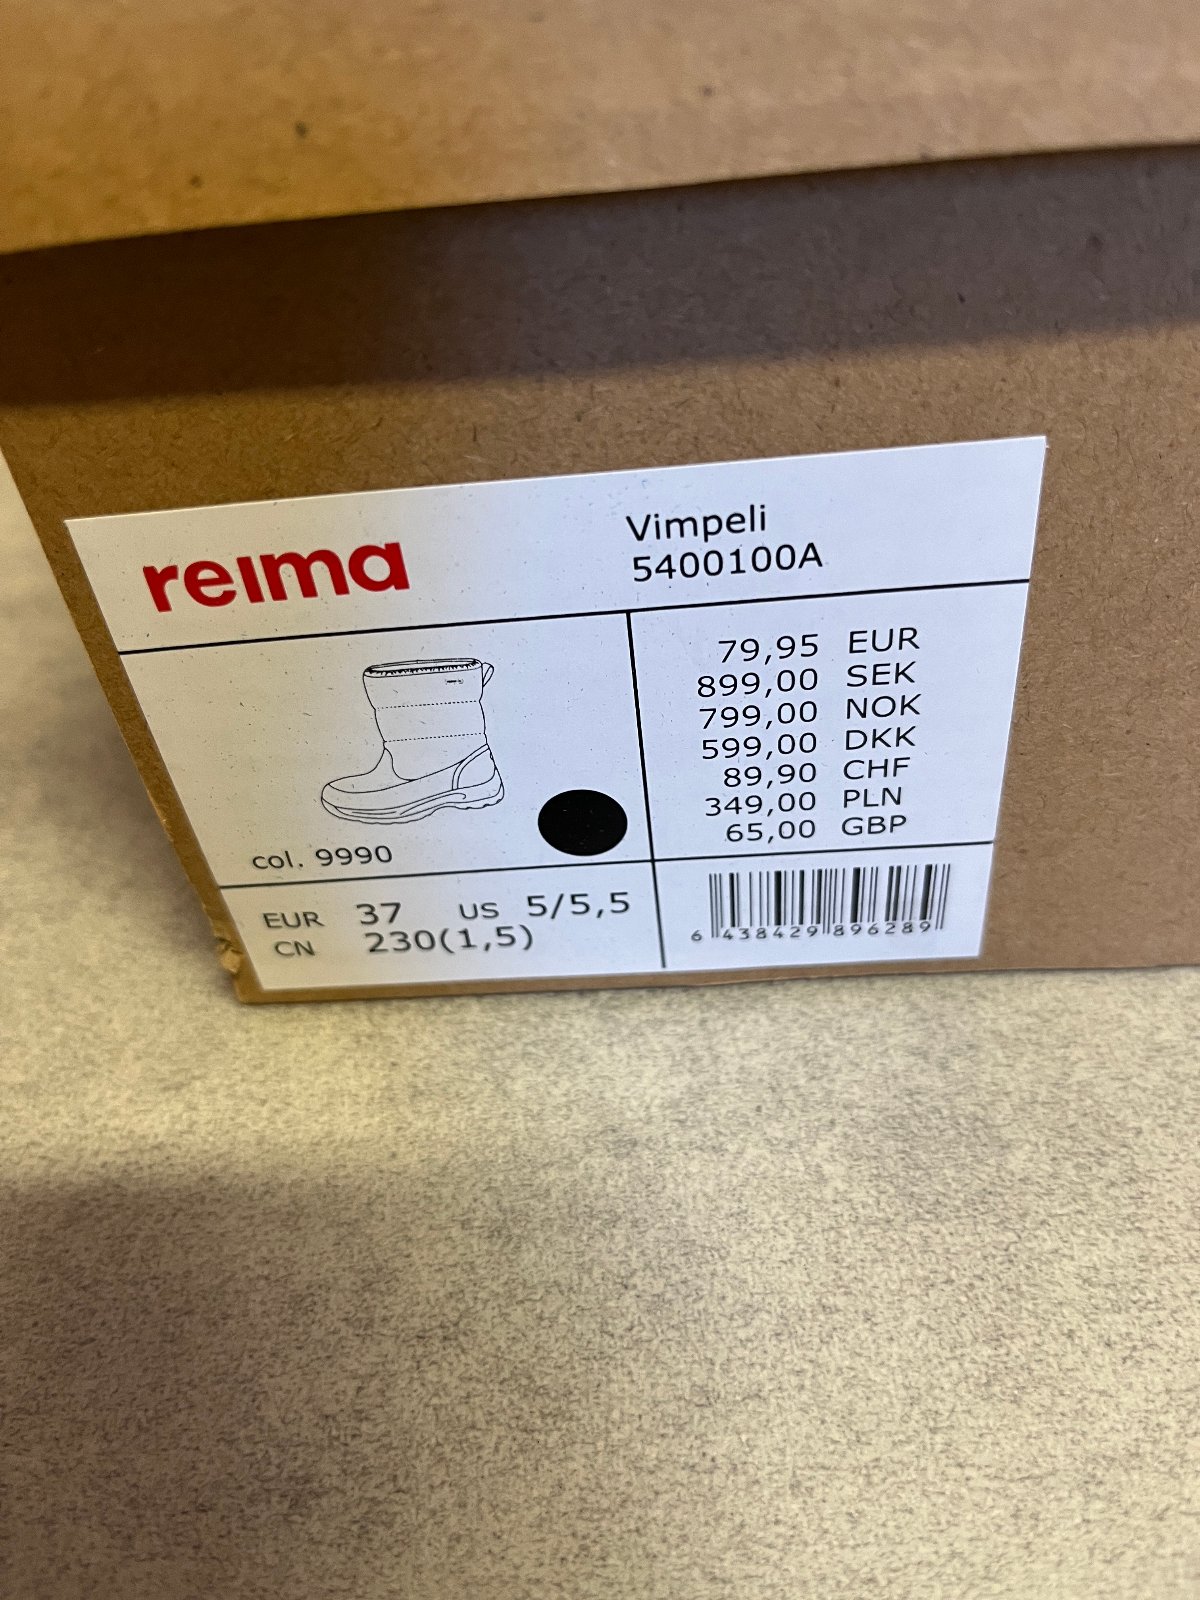 reima
Vimpeli
5400100A
79,95 EUR
899,00 SEK
799,00 NOK
599,00 DKK
89,90 CHF
349,00 PLN
65,00 GBP
col. 9990
EUR 37 US 5/5,5
CN 230(1,5)
6 438429 896289